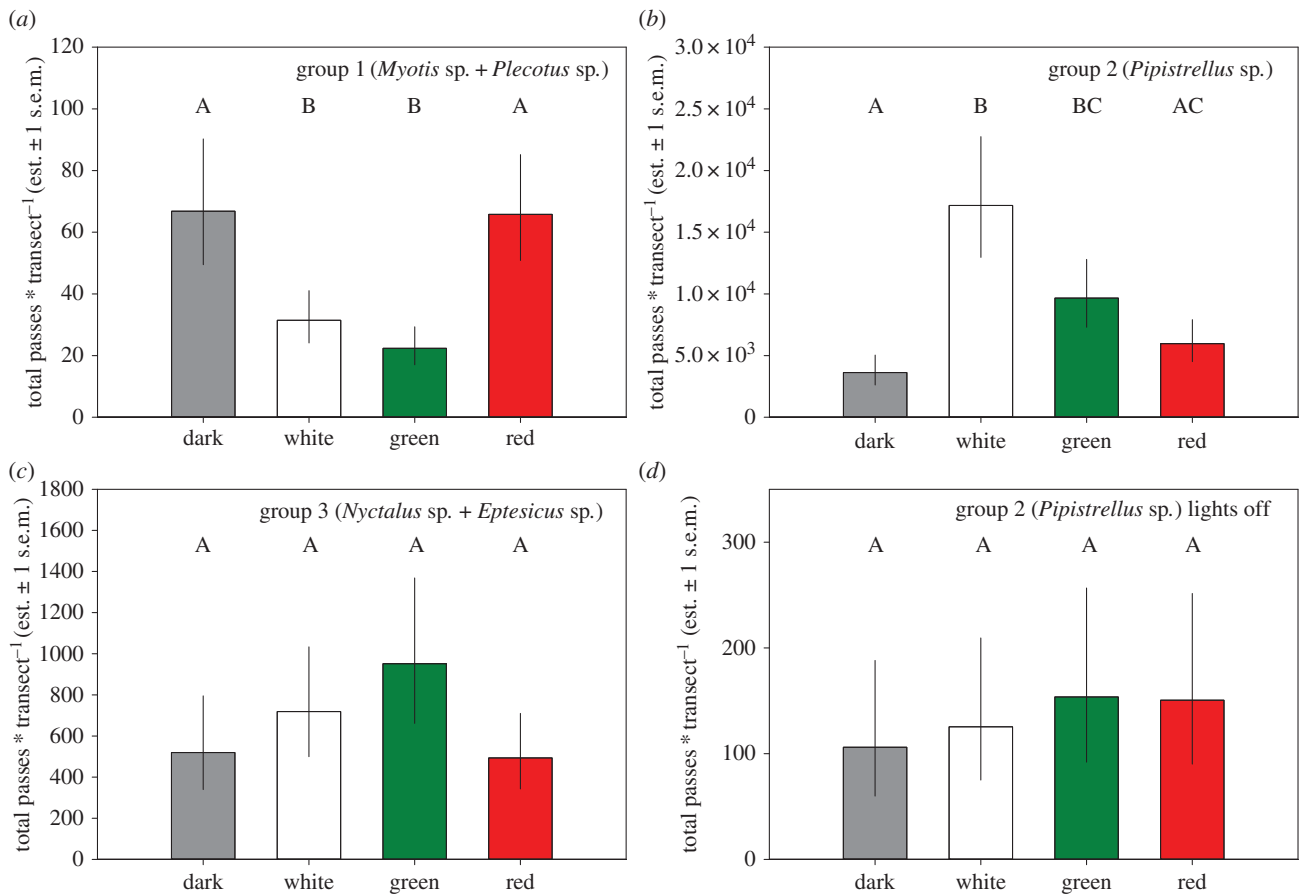 (a)
total passes * transect⁻¹ (est. ± 1 s.e.m.)
120
100
80
60
40
20
0
group 1 (Myotis sp. + Plecotus sp.)
A B B A
dark white green red
(b)
total passes * transect⁻¹ (est. ± 1 s.e.m.)
3.0 × 10⁴
2.5 × 10⁴
2.0 × 10⁴
1.5 × 10⁴
1.0 × 10⁴
5.0 × 10³
0
group 2 (Pipistrellus sp.)
A B BC AC
dark white green red
(c)
total passes * transect⁻¹ (est. ± 1 s.e.m.)
1800
1600
1400
1200
1000
800
600
400
200
0
group 3 (Nyctalus sp. + Eptesicus sp.)
A A A A
dark white green red
(d)
total passes * transect⁻¹ (est. ± 1 s.e.m.)
300
200
100
0
group 2 (Pipistrellus sp.) lights off
A A A A
dark white green red